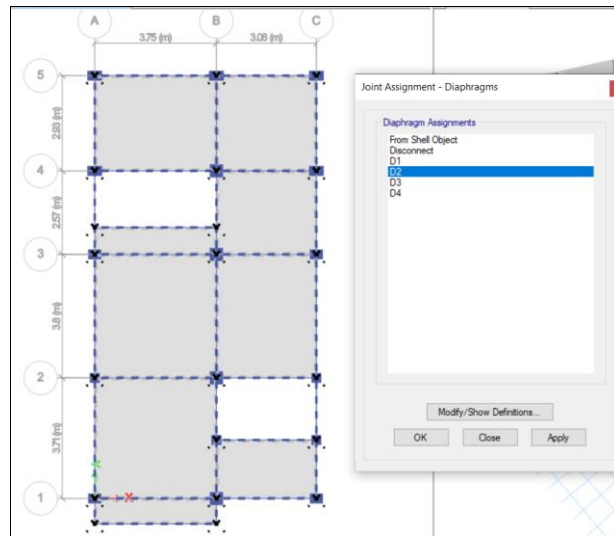 A B C
3.75 (m) 3.08 (m)
Joint Assignment - Diaphragms
5
Diaphragm Assignments
From Shell Object
Disconnect
D1
D2
D3
D4
2.93 (m)
4
2.57 (m)
3
3.8 (m)
2
3.71 (m)
Modify/Show Definitions...
OK Close Apply
1
X